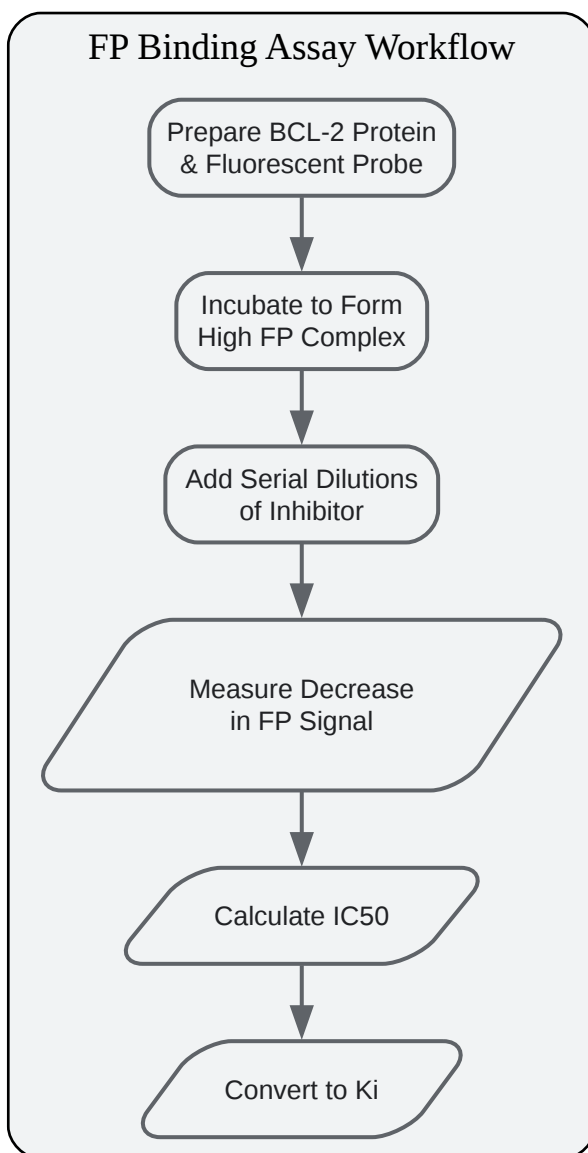 FP Binding Assay Workflow
Prepare BCL-2 Protein
& Fluorescent Probe
Incubate to Form
High FP Complex
Add Serial Dilutions
of Inhibitor
Measure Decrease
in FP Signal
Calculate IC50
Convert to Ki